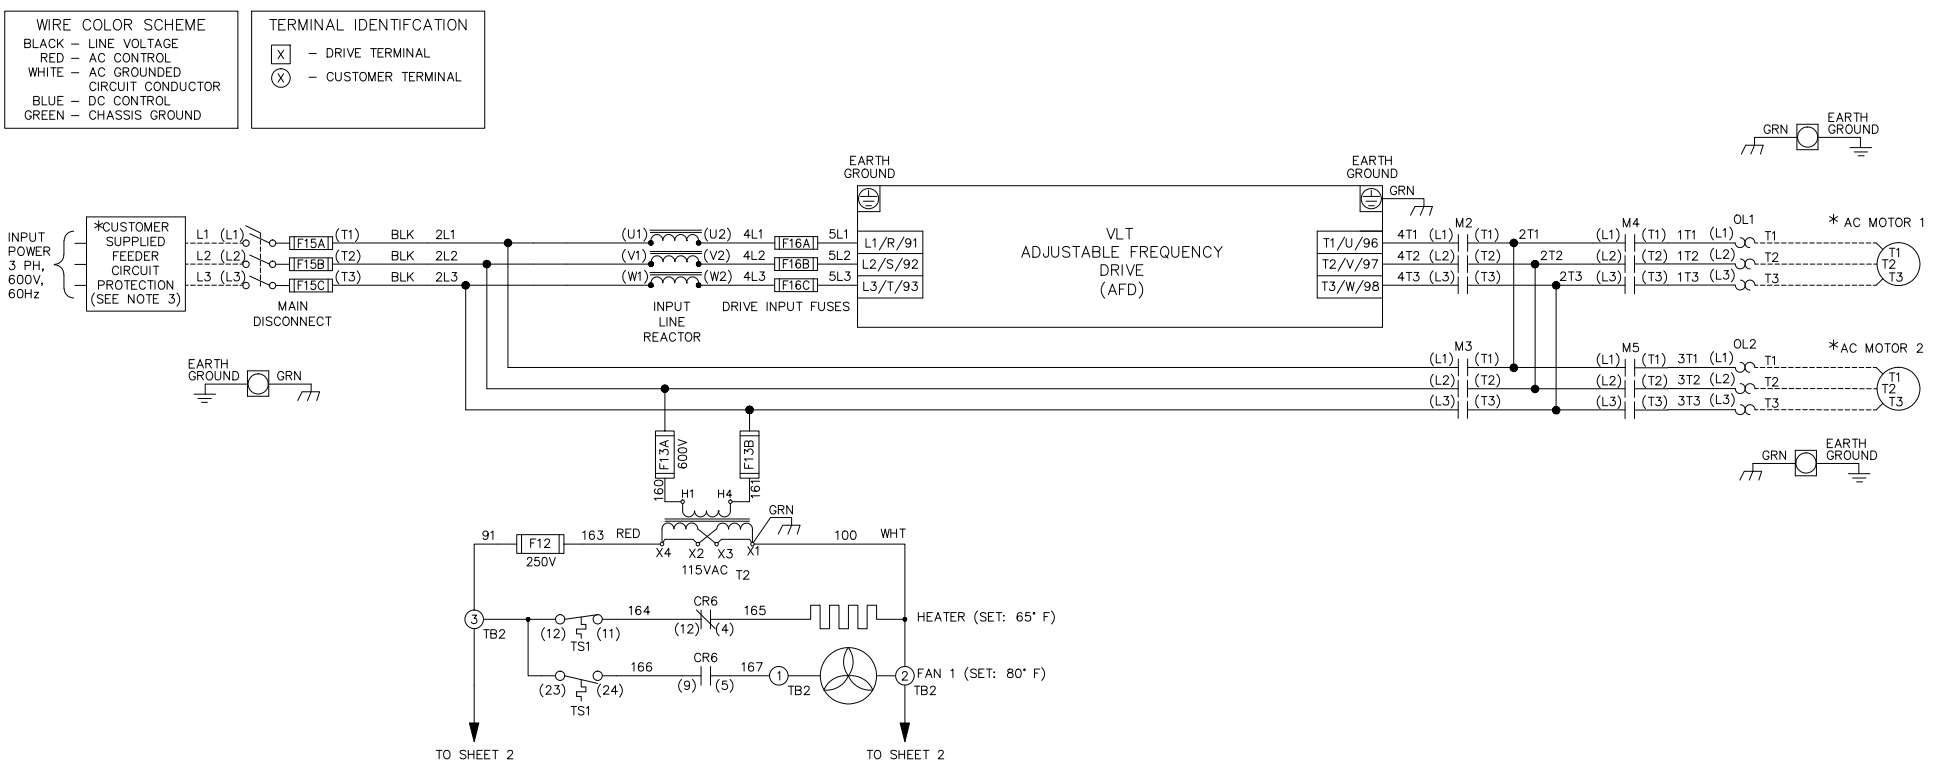 WIRE COLOR SCHEME
BLACK – LINE VOLTAGE
RED – AC CONTROL
WHITE – AC GROUNDED
CIRCUIT CONDUCTOR
BLUE – DC CONTROL
GREEN – CHASSIS GROUND
TERMINAL IDENTIFCATION
X – DRIVE TERMINAL
X – CUSTOMER TERMINAL
GRN
EARTH
GROUND
EARTH
GROUND
EARTH
GROUND
GRN
INPUT
POWER
3 PH,
600V,
60Hz
*CUSTOMER
SUPPLIED
FEEDER
CIRCUIT
PROTECTION
(SEE NOTE 3)
L1 (L1) F15A (T1) BLK 2L1 (U1) (U2) 4L1 F16A 5L1 L1/R/91
L2 (L2) F15B (T2) BLK 2L2 (V1) (V2) 4L2 F16B 5L2 L2/S/92
L3 (L3) F15C (T3) BLK 2L3 (W1) (W2) 4L3 F16C 5L3 L3/T/93
MAIN
DISCONNECT
INPUT
LINE
REACTOR
DRIVE INPUT FUSES
VLT
ADJUSTABLE FREQUENCY
DRIVE
(AFD)
M2 M4 OL1 * AC MOTOR 1
T1/U/96 4T1 (L1) (T1) 2T1 (L1) (T1) 1T1 (L1) T1
T2/V/97 4T2 (L2) (T2) 2T2 (L2) (T2) 1T2 (L2) T2
T3/W/98 4T3 (L3) (T3) 2T3 (L3) (T3) 1T3 (L3) T3
T1
T2
T3
M3 M5 OL2 *AC MOTOR 2
(L1) (T1) (L1) (T1) 3T1 (L1) T1
(L2) (T2) (L2) (T2) 3T2 (L2) T2
(L3) (T3) (L3) (T3) 3T3 (L3) T3
T1
T2
T3
EARTH
GROUND
GRN
GRN
EARTH
GROUND
F13A
600V
F13B
160
H1 H4
161
GRN
91 F12 163 RED
250V
X4 X2 X3 X1
100 WHT
115VAC T2
3
TB2
(12) (11)
TS1
164
CR6
(12) (4)
165
HEATER (SET: 65° F)
(23) (24)
TS1
166
CR6
(9) (5)
167
1
TB2
2
TB2
FAN 1 (SET: 80° F)
TO SHEET 2
TO SHEET 2